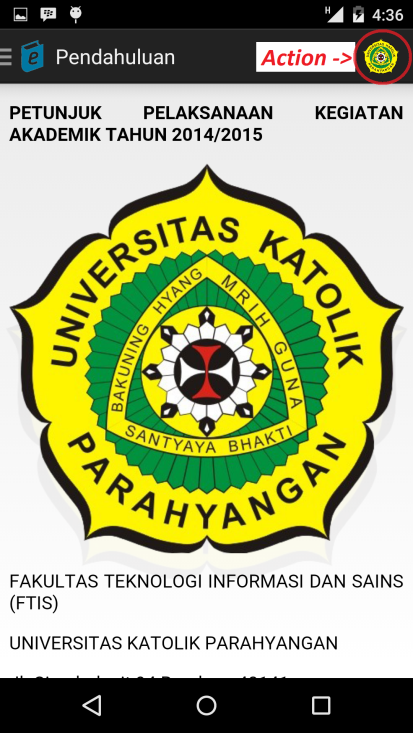 H
4:36
e
Pendahuluan
Action ->
PETUNJUK PELAKSANAAN KEGIATAN
AKADEMIK TAHUN 2014/2015
UNIVERSITAS KATOLIK
BAKUNING HYANG MRIH GUNA
SANTYAYA BHAKTI
PARAHYANGAN
FAKULTAS TEKNOLOGI INFORMASI DAN SAINS
(FTIS)
UNIVERSITAS KATOLIK PARAHYANGAN